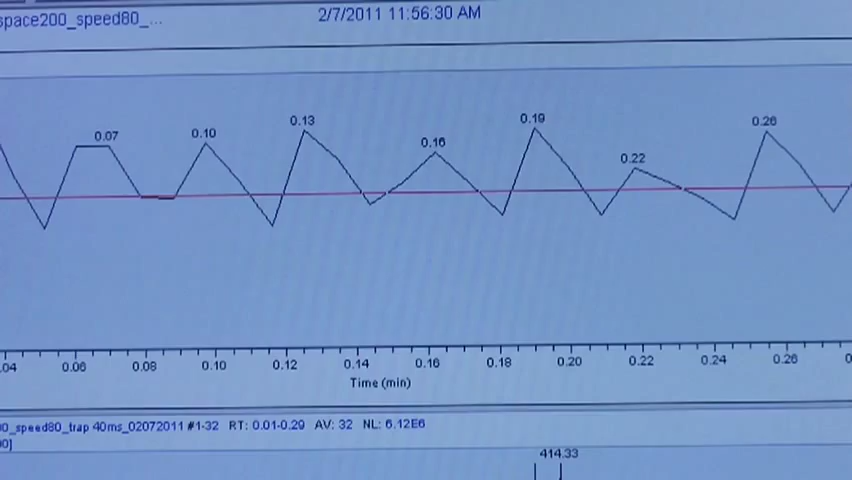 space200_speed80_...
2/7/2011 11:56:30 AM
0.07
0.10
0.13
0.16
0.19
0.22
0.26
.04 0.06 0.08 0.10 0.12 0.14 0.16 0.18 0.20 0.22 0.24 0.26 0
Time (min)
00_speed80_trap 40ms_02072011 #1-32 RT: 0.01-0.29 AV: 32 NL: 6.12E6
00]
414.33